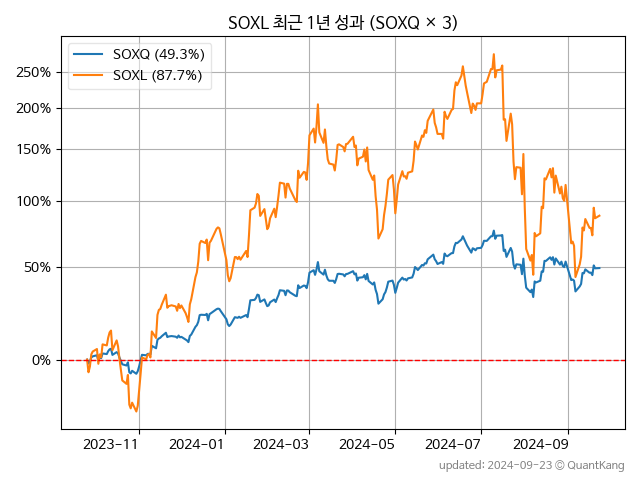 SOXL 최근 1년 성과 (SOXQ × 3)
SOXQ (49.3%)
SOXL (87.7%)
250%
200%
150%
100%
50%
0%
2023-11 2024-01 2024-03 2024-05 2024-07 2024-09
updated: 2024-09-23 © QuantKang